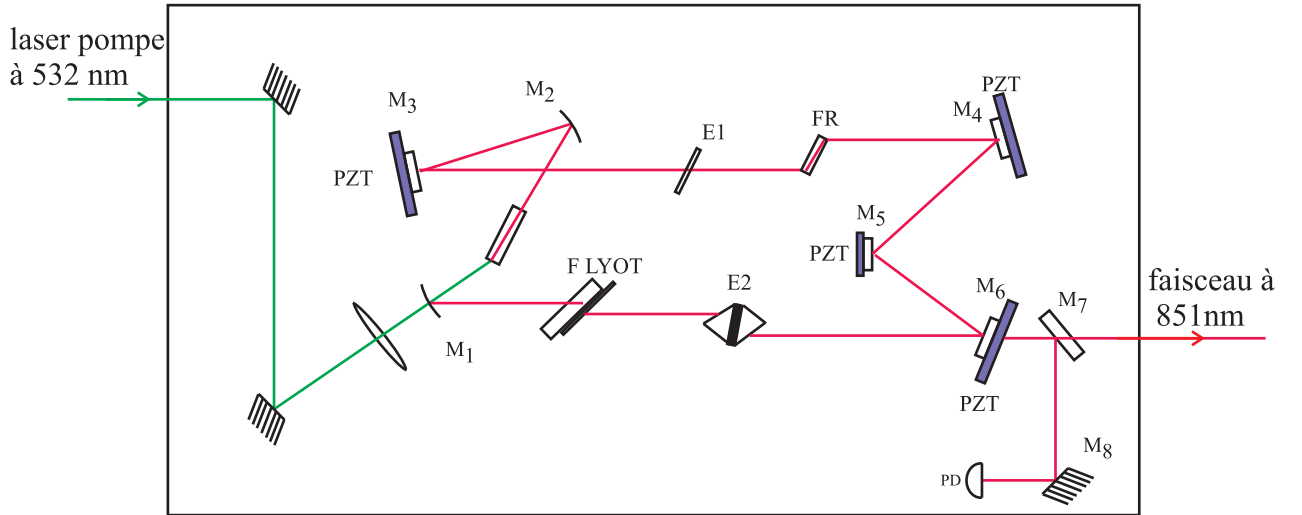 laser pompe
à 532 nm
M3
M2
E1
FR
PZT
M4
PZT
M5
PZT
F LYOT
E2
M6
M7
faisceau à
851nm
M1
PZT
M8
PD